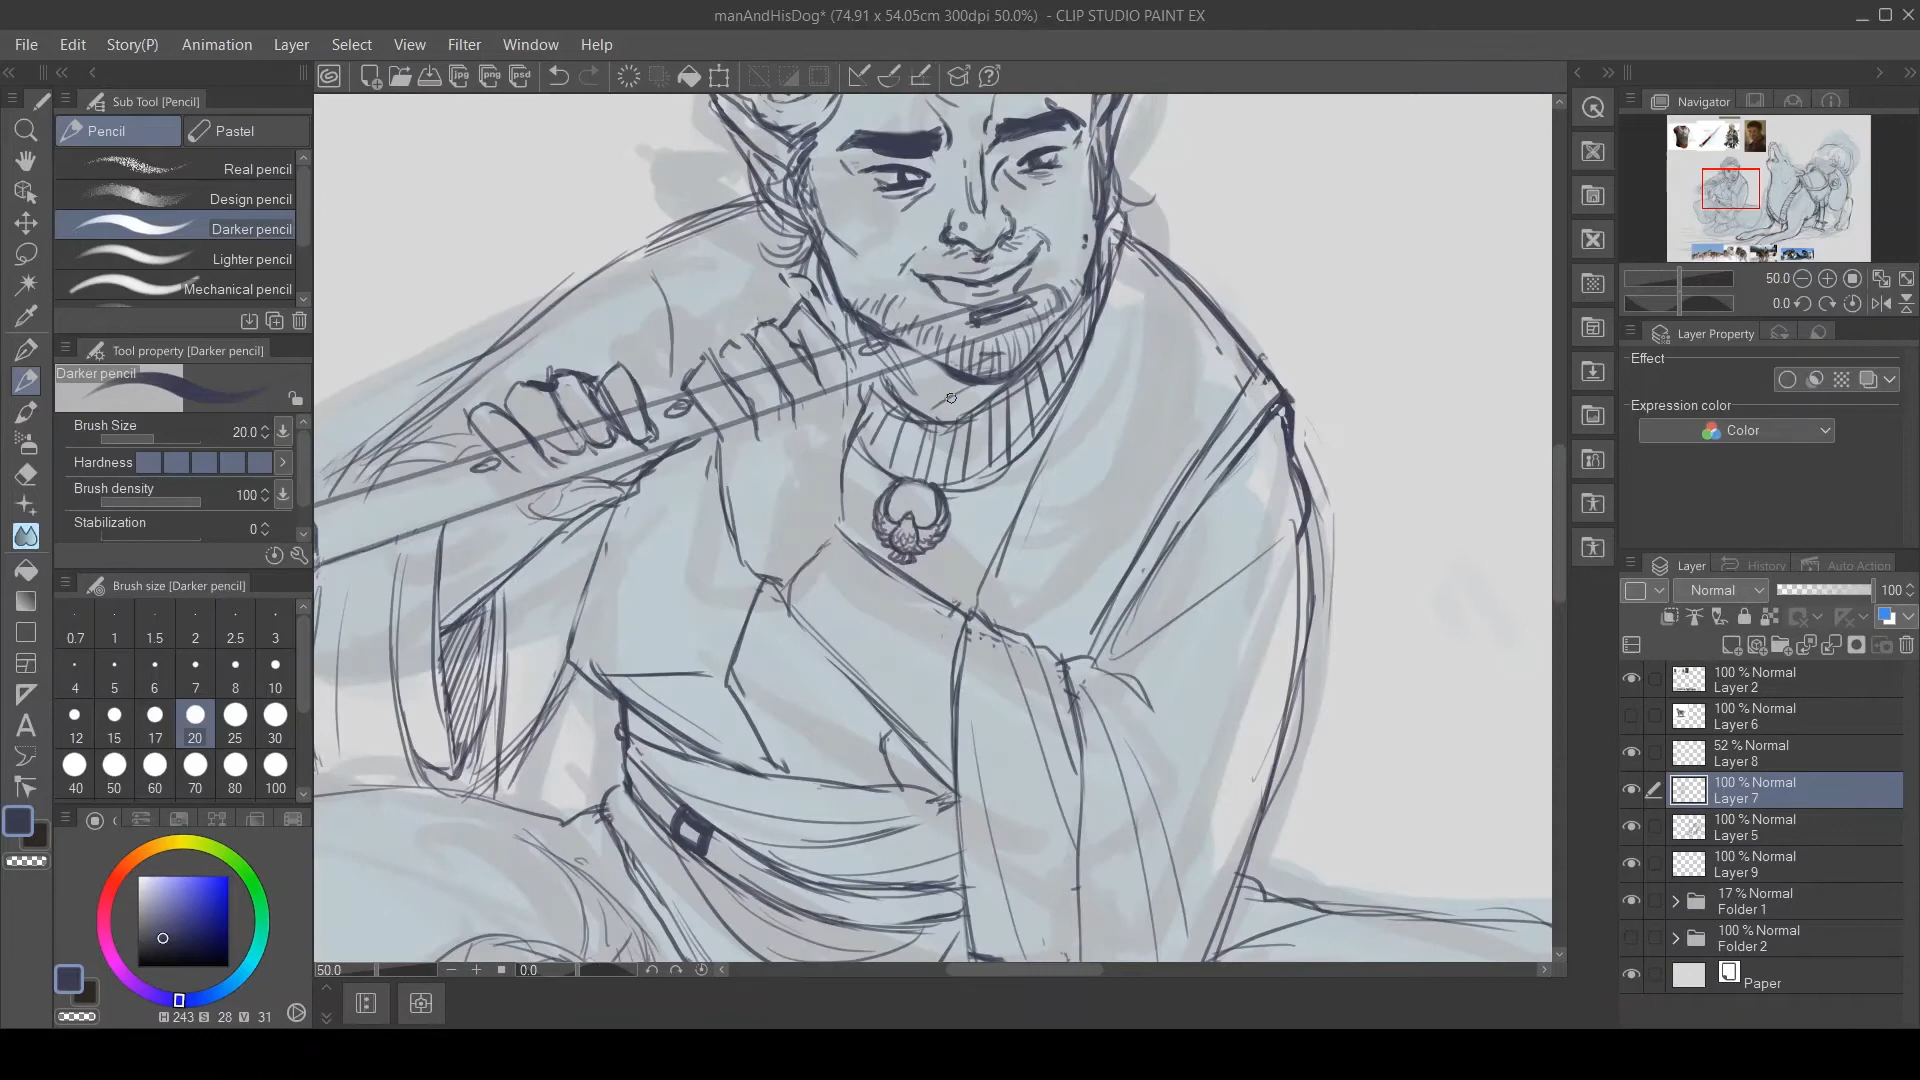 manAndHisDog* (74.91 x 54.05cm 300dpi 50.0%) - CLIP STUDIO PAINT EX
File Edit Story(P) Animation Layer Select View Filter Window Help
jpg png psd
Sub Tool [Pencil]
Pencil Pastel
Real pencil
Design pencil
Darker pencil
Lighter pencil
Mechanical pencil
Tool property [Darker pencil]
Darker pencil
Brush Size 20.0
Hardness
Brush density 100
Stabilization 0
Brush size [Darker pencil]
0.7 1 1.5 2 2.5 3
4 5 6 7 8 10
12 15 17 20 25 30
40 50 60 70 80 100
H 243 S 28 V 31
50.0 0.0
Navigator
50.0
0.0
Layer Property
Effect
Expression color
Color
Layer History Auto Action
Normal 100
100 % Normal
Layer 2
100 % Normal
Layer 6
52 % Normal
Layer 8
100 % Normal
Layer 7
100 % Normal
Layer 5
100 % Normal
Layer 9
17 % Normal
Folder 1
100 % Normal
Folder 2
Paper